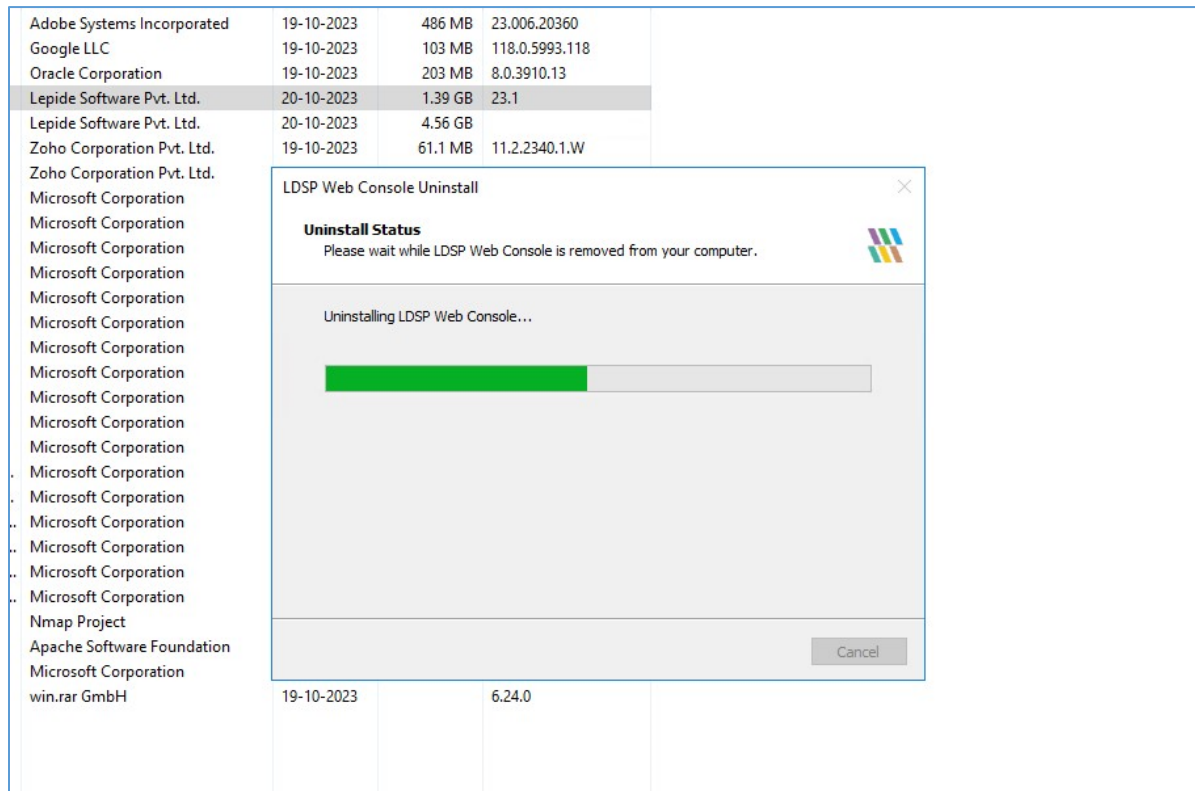 Adobe Systems Incorporated 19-10-2023 486 MB 23.006.20360
Google LLC 19-10-2023 103 MB 118.0.5993.118
Oracle Corporation 19-10-2023 203 MB 8.0.3910.13
Lepide Software Pvt. Ltd. 20-10-2023 1.39 GB 23.1
Lepide Software Pvt. Ltd. 20-10-2023 4.56 GB
Zoho Corporation Pvt. Ltd. 19-10-2023 61.1 MB 11.2.2340.1.W
Zoho Corporation Pvt. Ltd.
Microsoft Corporation
Microsoft Corporation
Microsoft Corporation
Microsoft Corporation
Microsoft Corporation
Microsoft Corporation
Microsoft Corporation
Microsoft Corporation
Microsoft Corporation
Microsoft Corporation
Microsoft Corporation
. Microsoft Corporation
. Microsoft Corporation
.. Microsoft Corporation
.. Microsoft Corporation
.. Microsoft Corporation
.. Microsoft Corporation
Nmap Project
Apache Software Foundation
Microsoft Corporation
win.rar GmbH 19-10-2023 6.24.0
LDSP Web Console Uninstall
Uninstall Status
Please wait while LDSP Web Console is removed from your computer.
Uninstalling LDSP Web Console...
Cancel